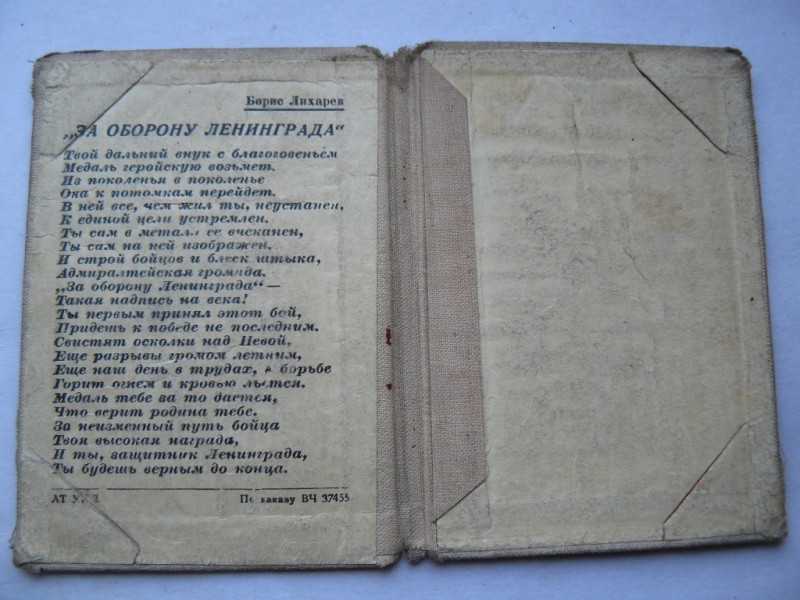 Борис Лихарев
„ЗА ОБОРОНУ ЛЕНИНГРАДА“
Твой дальний внук с благоговеньем
Медаль геройскую возьмет.
Из поколенья в поколенье
Она к потомкам перейдет.
В ней все, чем жил ты, неустанен,
К единой цели устремлен.
Ты сам в металл ее вчеканен,
Ты сам на ней изображен.
И строй бойцов и блеск штыка,
Адмиралтейская громада.
„За оборону Ленинграда“—
Такая надпись на века!
Ты первым принял этот бой,
Придешь к победе не последним.
Свистят осколки над Невой,
Еще разрывы громом летним,
Еще наш день в трудах, в борьбе
Горит огнем и кровью льется.
Медаль тебе за то дается,
Что верит родина тебе.
За неизменный путь бойца
Твоя высокая награда,
И ты, защитник Ленинграда,
Ты будешь верным до конца.
АТ
По заказу ВЧ 37455